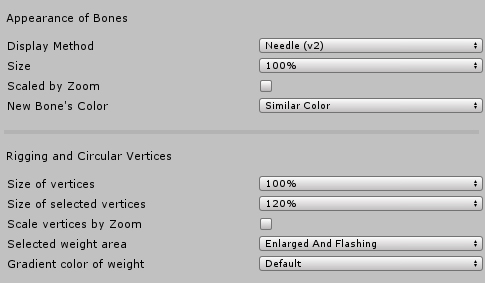 Appearance of Bones
Display Method Needle (v2)
Size 100%
Scaled by Zoom
New Bone's Color Similar Color
Rigging and Circular Vertices
Size of vertices 100%
Size of selected vertices 120%
Scale vertices by Zoom
Selected weight area Enlarged And Flashing
Gradient color of weight Default